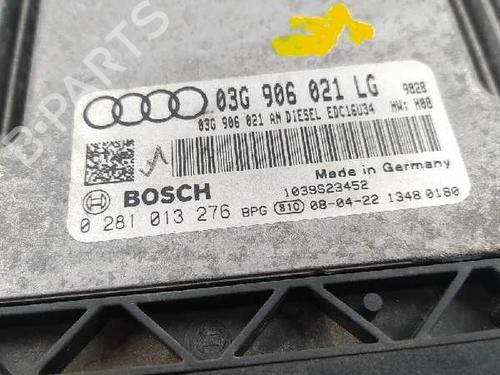 03G 906 021 LG 9828
03G 906 021 AM DIESEL EDC16U34 HW: H08
Made in Germany
BOSCH 1039S23452
0 281 013 276 BPG 810 08-04-22 1348 0180
B-PARTS